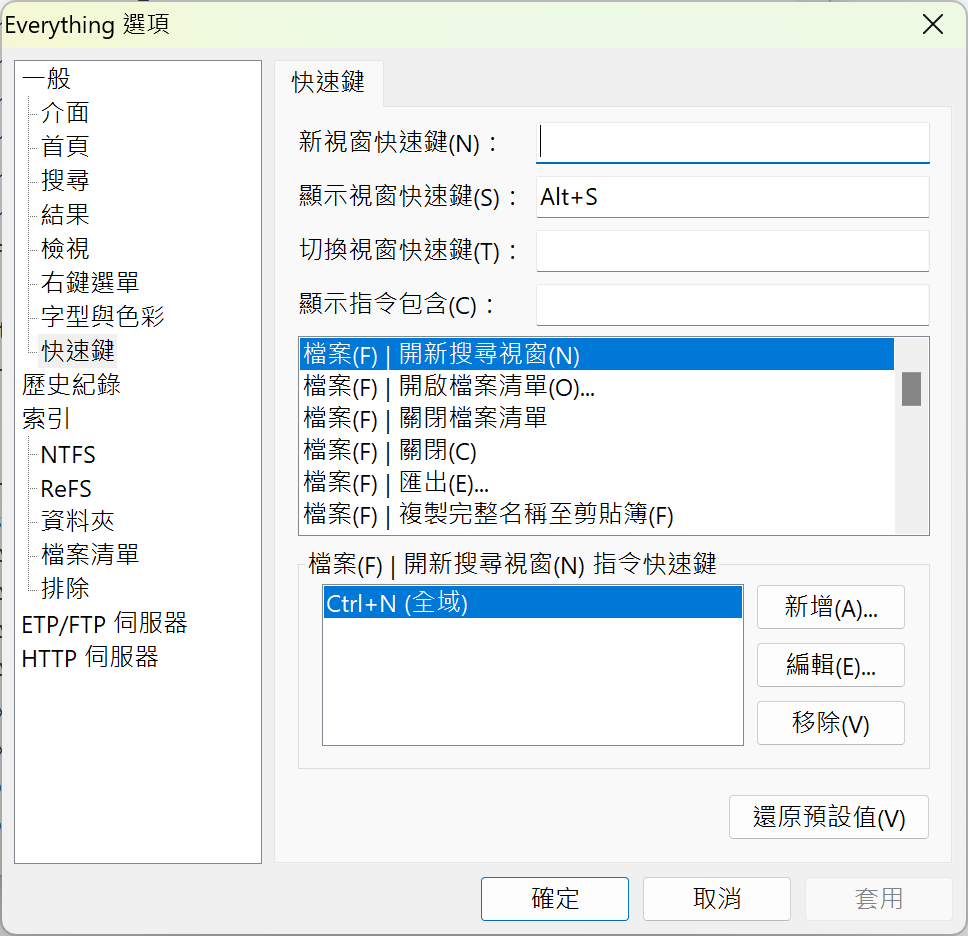 Everything 選項
一般
介面
首頁
搜尋
結果
檢視
右鍵選單
字型與色彩
快速鍵
歷史紀錄
索引
NTFS
ReFS
資料夾
檔案清單
排除
ETP/FTP 伺服器
HTTP 伺服器
快速鍵
新視窗快速鍵(N)：
顯示視窗快速鍵(S)： Alt+S
切換視窗快速鍵(T)：
顯示指令包含(C)：
檔案(F) | 開新搜尋視窗(N)
檔案(F) | 開啟檔案清單(O)...
檔案(F) | 關閉檔案清單
檔案(F) | 關閉(C)
檔案(F) | 匯出(E)...
檔案(F) | 複製完整名稱至剪貼簿(F)
檔案(F) | 開新搜尋視窗(N) 指令快速鍵
Ctrl+N (全域)
新增(A)...
編輯(E)...
移除(V)
還原預設值(V)
確定 取消 套用